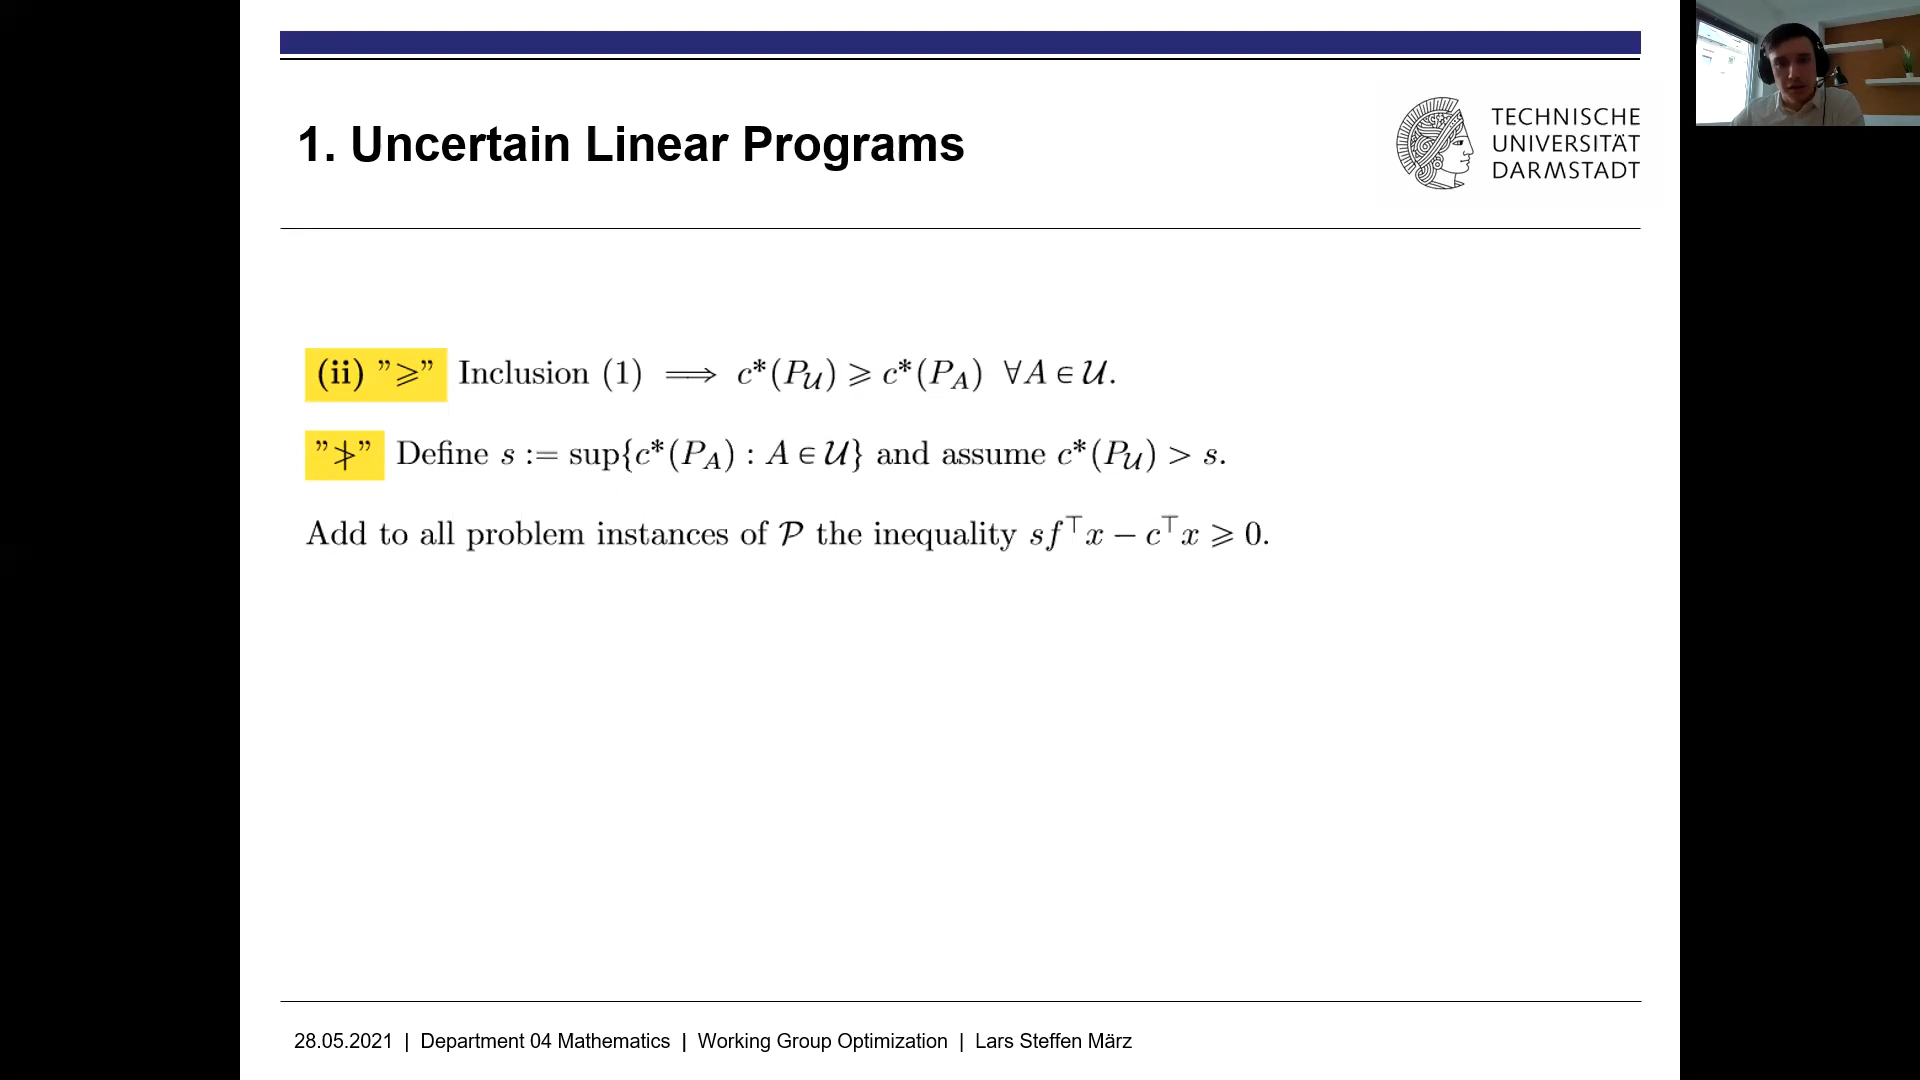 1. Uncertain Linear Programs
TECHNISCHE
UNIVERSITÄT
DARMSTADT
(ii) ”⩾” Inclusion (1) ⟹ c*(P_𝒰) ⩾ c*(P_A) ∀A ∈ 𝒰.
”≯” Define s := sup{c*(P_A) : A ∈ 𝒰} and assume c*(P_𝒰) > s.
Add to all problem instances of 𝒫 the inequality sf^⊤x − c^⊤x ⩾ 0.
28.05.2021 | Department 04 Mathematics | Working Group Optimization | Lars Steffen März